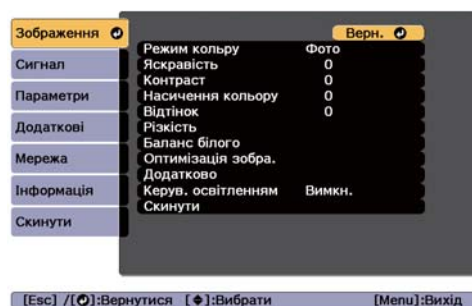 Зображення
Сигнал
Параметри
Додаткові
Мережа
Інформація
Скинути
Верн.
Режим кольру Фото
Яскравість 0
Контраст 0
Насичення кольору 0
Відтінок 0
Різкість
Баланс білого
Оптимізація зобра.
Додатково
Керув. освітленням Вимкн.
Скинути
[Esc] /[ ]:Вернутися [ ]:Вибрати [Menu]:Вихід